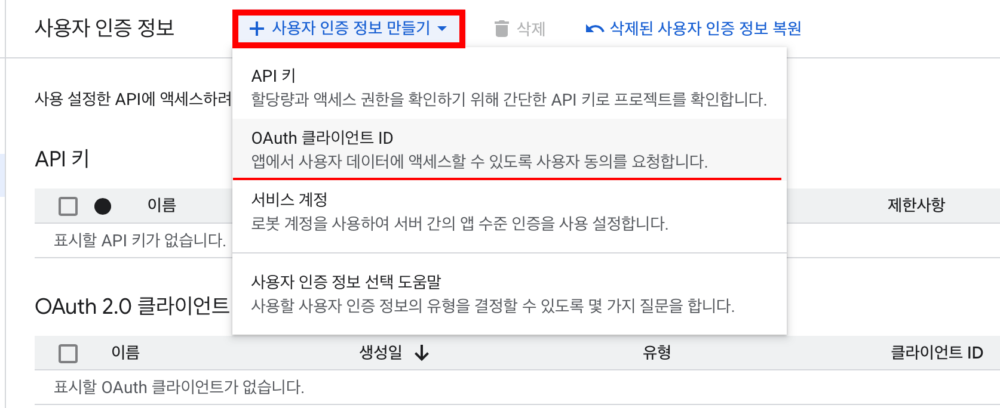 사용자 인증 정보
사용자 인증 정보 만들기
삭제
삭제된 사용자 인증 정보 복원
API 키
할당량과 액세스 권한을 확인하기 위해 간단한 API 키로 프로젝트를 확인합니다.
사용 설정한 API에 액세스하려
OAuth 클라이언트 ID
앱에서 사용자 데이터에 액세스할 수 있도록 사용자 동의를 요청합니다.
API 키
서비스 계정
로봇 계정을 사용하여 서버 간의 앱 수준 인증을 사용 설정합니다.
이름
제한사항
표시할 API 키가 없습니다.
사용자 인증 정보 선택 도움말
사용할 사용자 인증 정보의 유형을 결정할 수 있도록 몇 가지 질문을 합니다.
OAuth 2.0 클라이언트
이름 생성일 유형 클라이언트 ID
표시할 OAuth 클라이언트가 없습니다.